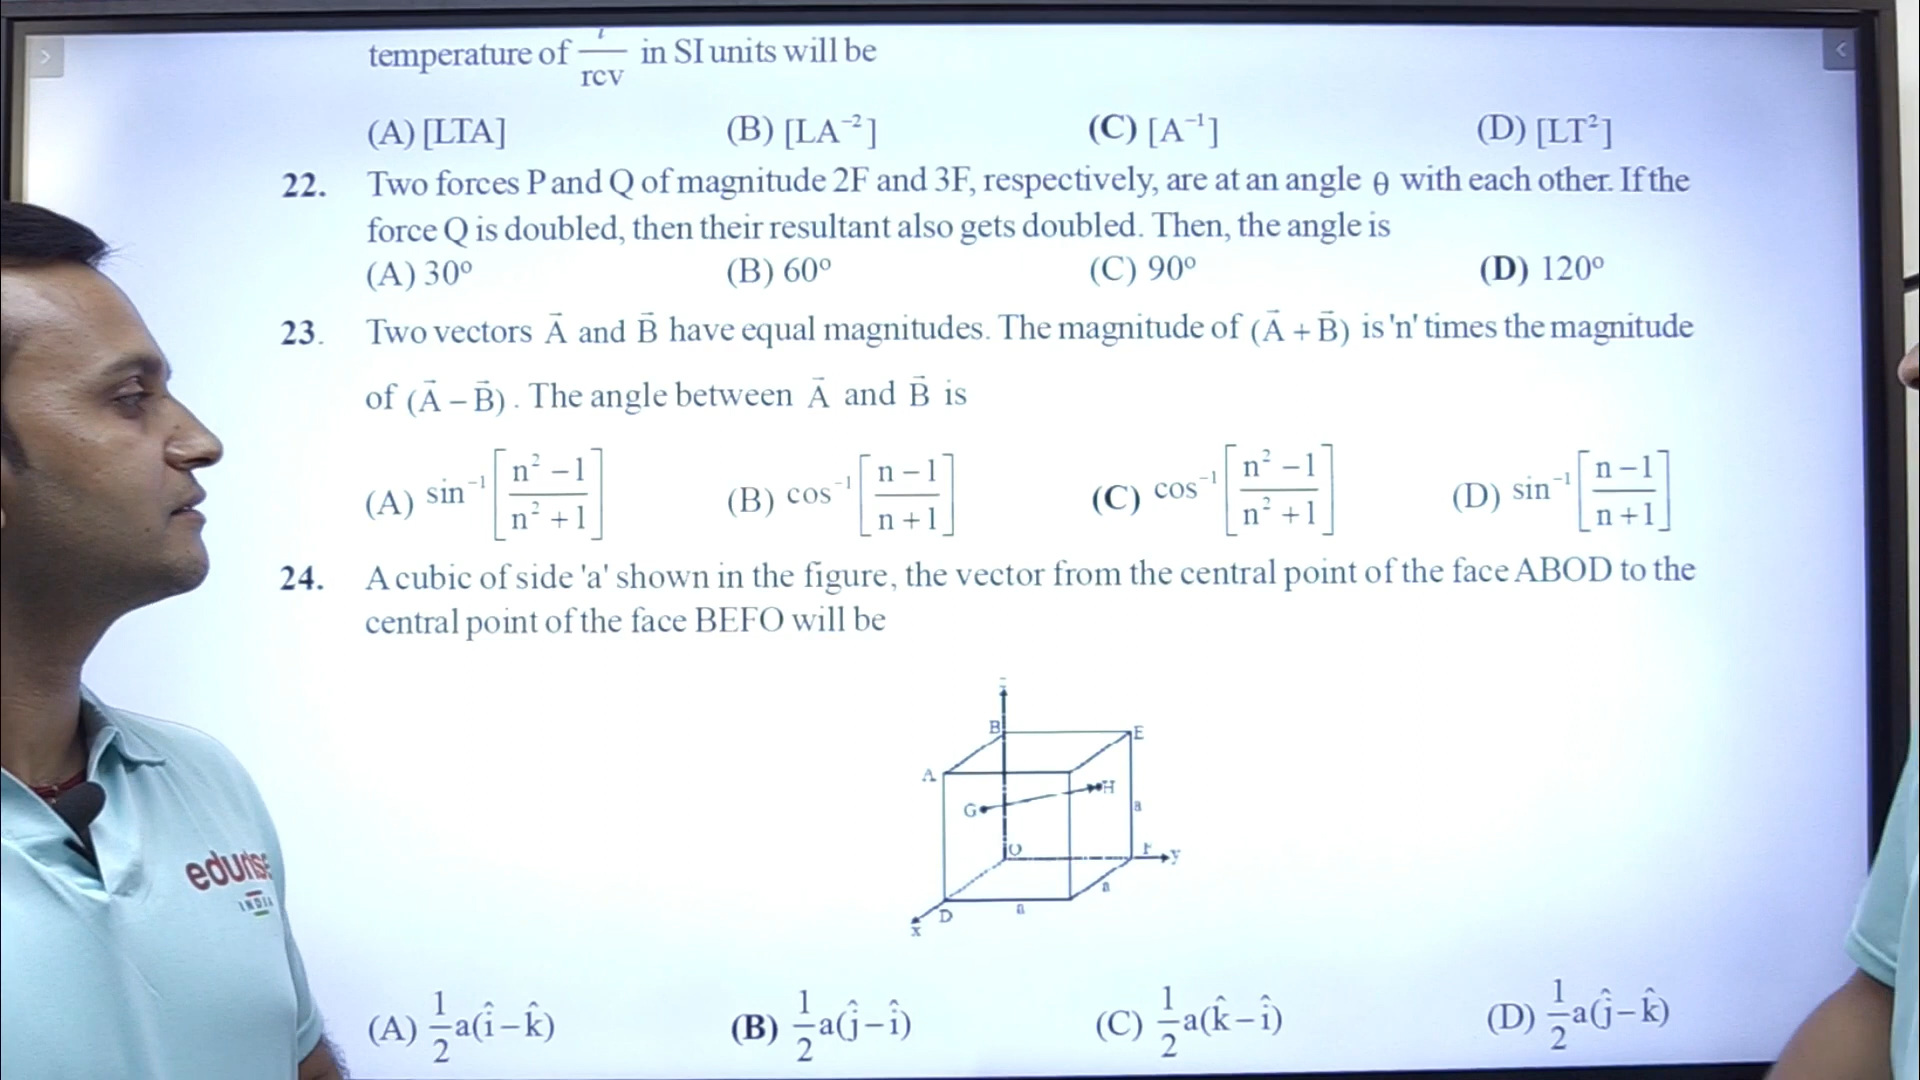 temperature of l/rcv in SI units will be
(A) [LTA] (B) [LA⁻²] (C) [A⁻¹] (D) [LT²]
22. Two forces P and Q of magnitude 2F and 3F, respectively, are at an angle θ with each other. If the
force Q is doubled, then their resultant also gets doubled. Then, the angle is
(A) 30° (B) 60° (C) 90° (D) 120°
23. Two vectors A⃗ and B⃗ have equal magnitudes. The magnitude of (A⃗ + B⃗) is 'n' times the magnitude
of (A⃗ – B⃗). The angle between A⃗ and B⃗ is
(A) sin⁻¹[(n² – 1)/(n² + 1)] (B) cos⁻¹[(n – 1)/(n + 1)] (C) cos⁻¹[(n² – 1)/(n² + 1)] (D) sin⁻¹[(n – 1)/(n + 1)]
24. A cubic of side 'a' shown in the figure, the vector from the central point of the face ABOD to the
central point of the face BEFO will be
B E
A
H
G a
O F y
a
D a
x
(A) 1/2 a(î – k̂) (B) 1/2 a(ĵ – î) (C) 1/2 a(k̂ – î) (D) 1/2 a(ĵ – k̂)
edurise
INDIA